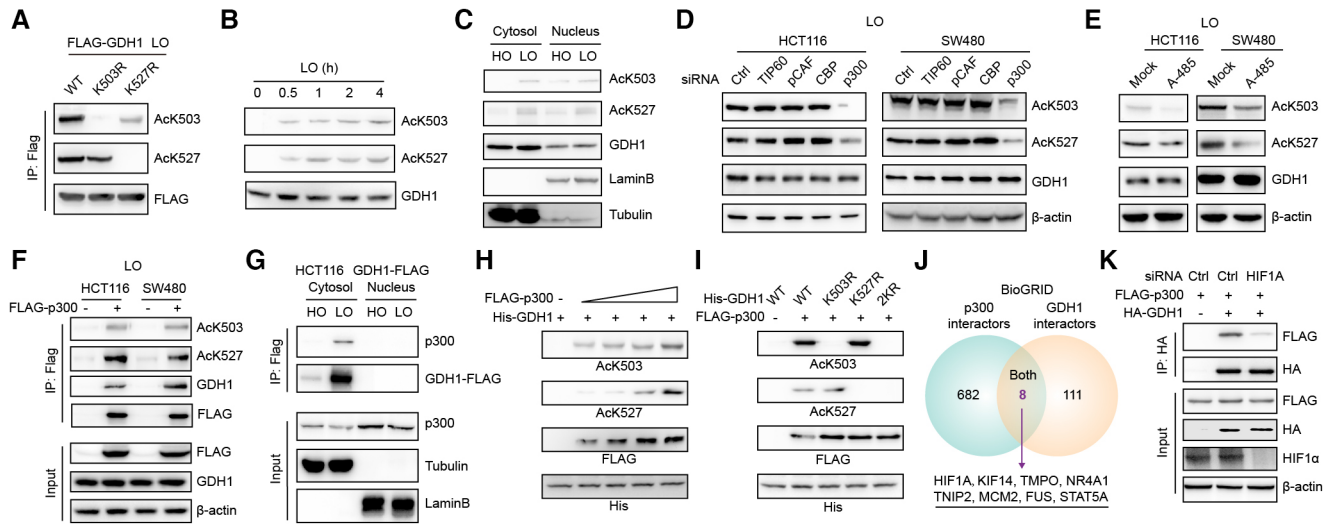 A
FLAG-GDH1 LO
WT K503R K527R
IP: Flag
AcK503
AcK527
FLAG
B
LO (h)
0 0.5 1 2 4
AcK503
AcK527
GDH1
C
Cytosol Nucleus
HO LO HO LO
AcK503
AcK527
GDH1
LaminB
Tubulin
D
LO
HCT116 SW480
siRNA Ctrl TIP60 pCAF CBP p300 Ctrl TIP60 pCAF CBP p300
AcK503
AcK527
GDH1
β-actin
E
LO
HCT116 SW480
Mock A-485 Mock A-485
AcK503
AcK527
GDH1
β-actin
F
LO
HCT116 SW480
FLAG-p300 - + - +
IP: Flag
AcK503
AcK527
GDH1
FLAG
Input
FLAG
GDH1
β-actin
G
HCT116 GDH1-FLAG
Cytosol Nucleus
HO LO HO LO
IP: Flag
p300
GDH1-FLAG
Input
p300
Tubulin
LaminB
H
FLAG-p300 -
His-GDH1 + + + + +
AcK503
AcK527
FLAG
His
I
His-GDH1 WT WT K503R K527R 2KR
FLAG-p300 - + + + +
AcK503
AcK527
FLAG
His
J
BioGRID
p300 interactors
GDH1 interactors
Both
682 8 111
HIF1A, KIF14, TMPO, NR4A1
TNIP2, MCM2, FUS, STAT5A
K
siRNA Ctrl Ctrl HIF1A
FLAG-p300 + + +
HA-GDH1 - + +
IP: HA
FLAG
HA
Input
FLAG
HA
HIF1α
β-actin